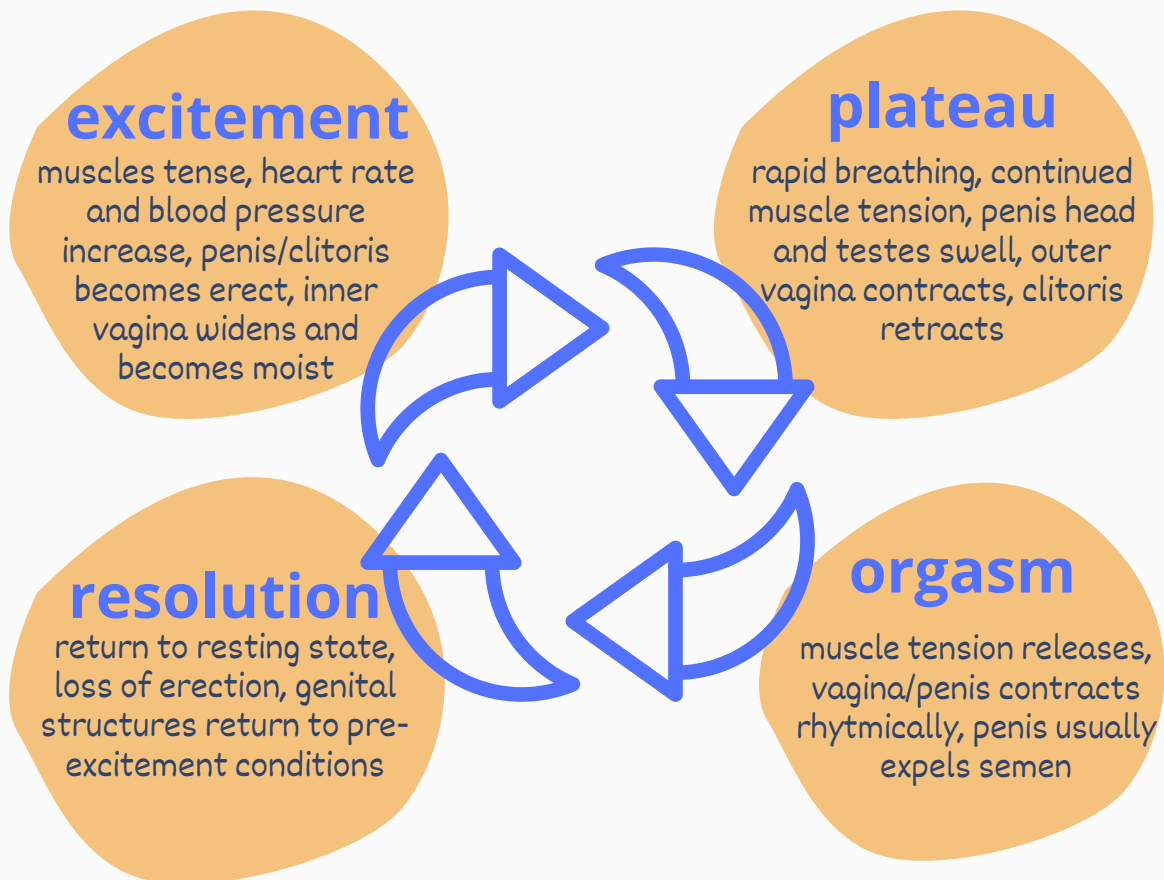 excitement
muscles tense, heart rate
and blood pressure
increase, penis/clitoris
becomes erect, inner
vagina widens and
becomes moist
plateau
rapid breathing, continued
muscle tension, penis head
and testes swell, outer
vagina contracts, clitoris
retracts
resolution
return to resting state,
loss of erection, genital
structures return to pre-
excitement conditions
orgasm
muscle tension releases,
vagina/penis contracts
rhytmically, penis usually
expels semen